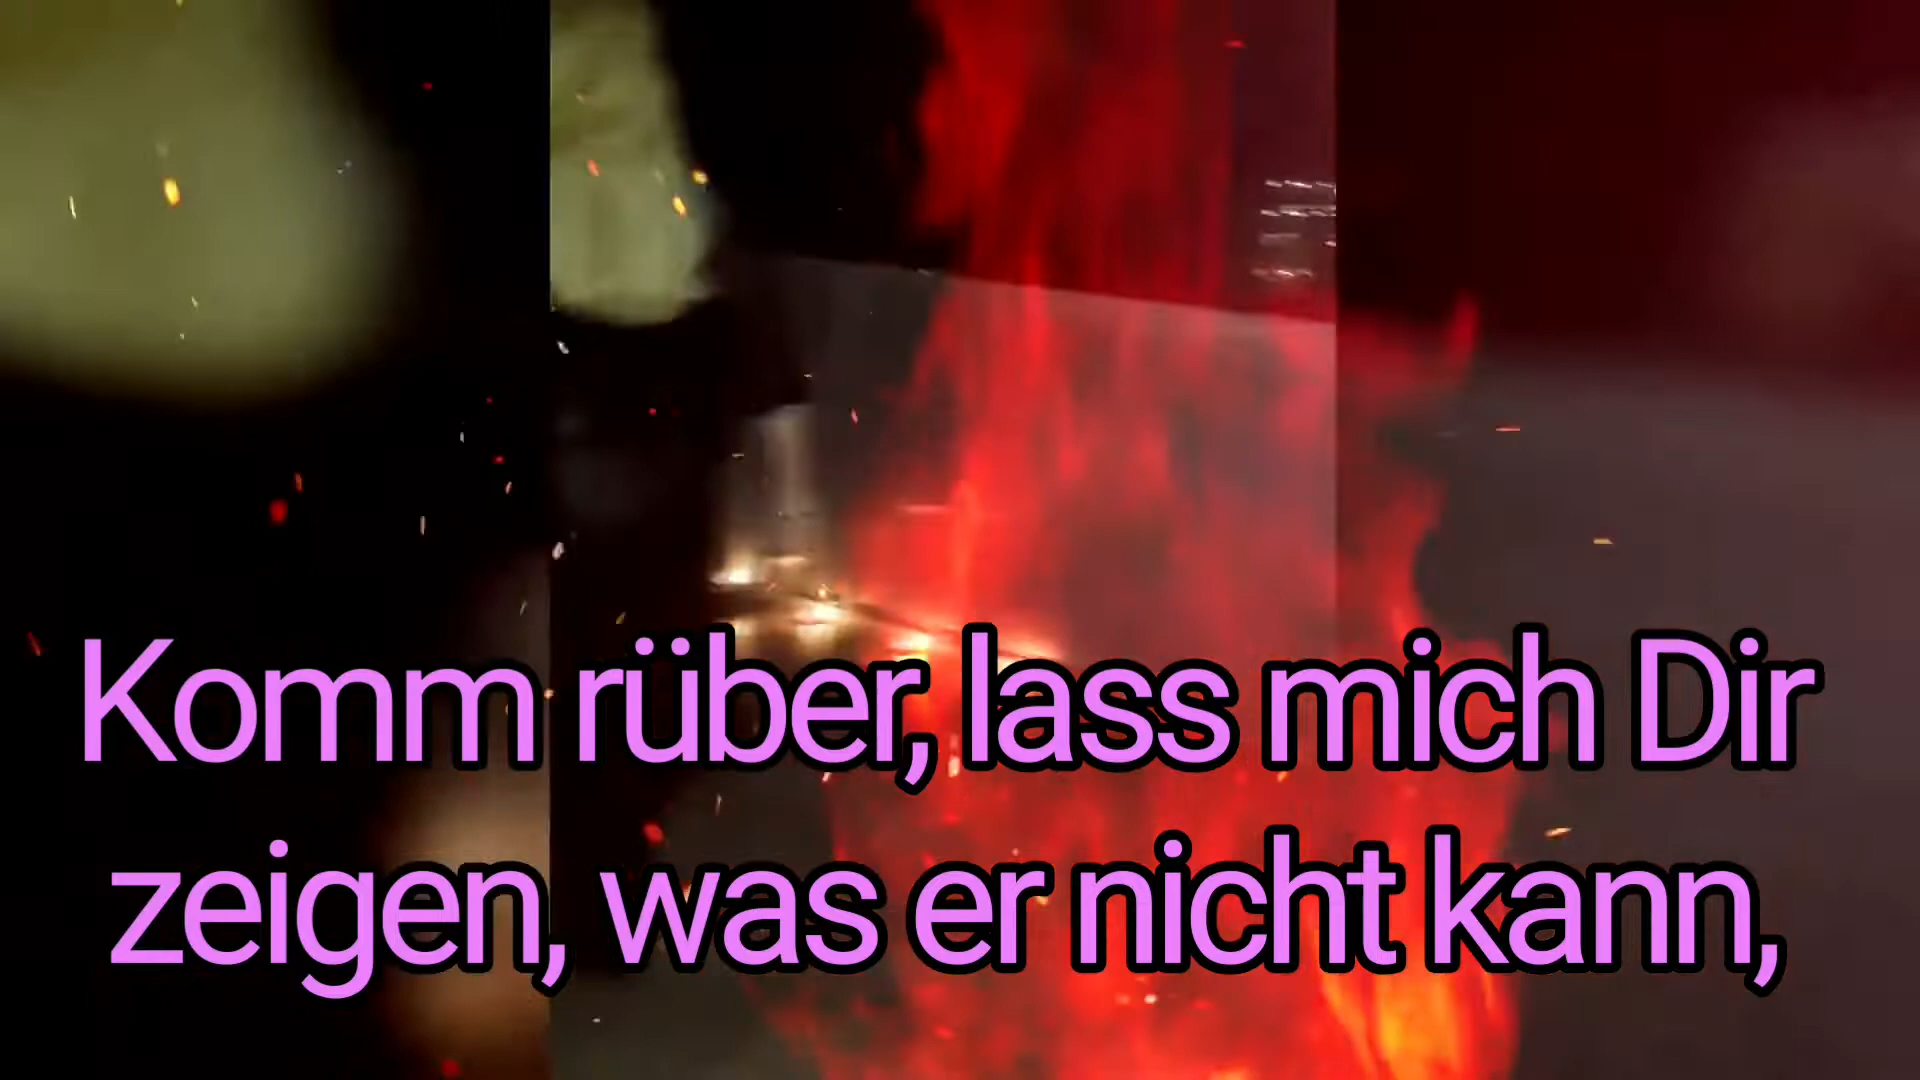 Komm rüber, lass mich Dir
zeigen, was er nicht kann,